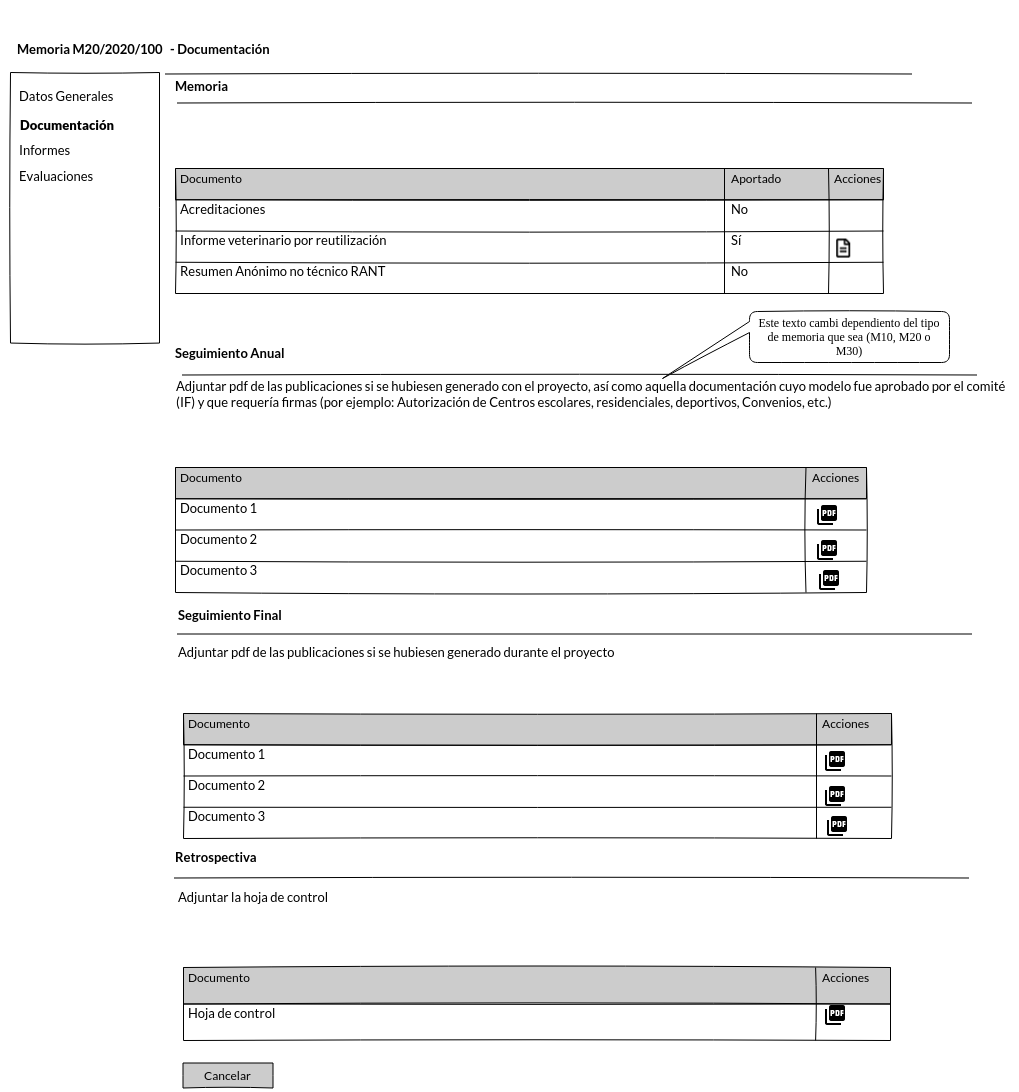 Memoria M20/2020/100 - Documentación
Datos Generales
Documentación
Informes
Evaluaciones
Memoria
Documento Aportado Acciones
Acreditaciones No
Informe veterinario por reutilización Sí
Resumen Anónimo no técnico RANT No
Este texto cambi dependiento del tipo
de memoria que sea (M10, M20 o
M30)
Seguimiento Anual
Adjuntar pdf de las publicaciones si se hubiesen generado con el proyecto, así como aquella documentación cuyo modelo fue aprobado por el comité
(IF) y que requería firmas (por ejemplo: Autorización de Centros escolares, residenciales, deportivos, Convenios, etc.)
Documento Acciones
Documento 1 PDF
Documento 2 PDF
Documento 3 PDF
Seguimiento Final
Adjuntar pdf de las publicaciones si se hubiesen generado durante el proyecto
Documento Acciones
Documento 1 PDF
Documento 2 PDF
Documento 3 PDF
Retrospectiva
Adjuntar la hoja de control
Documento Acciones
Hoja de control PDF
Cancelar